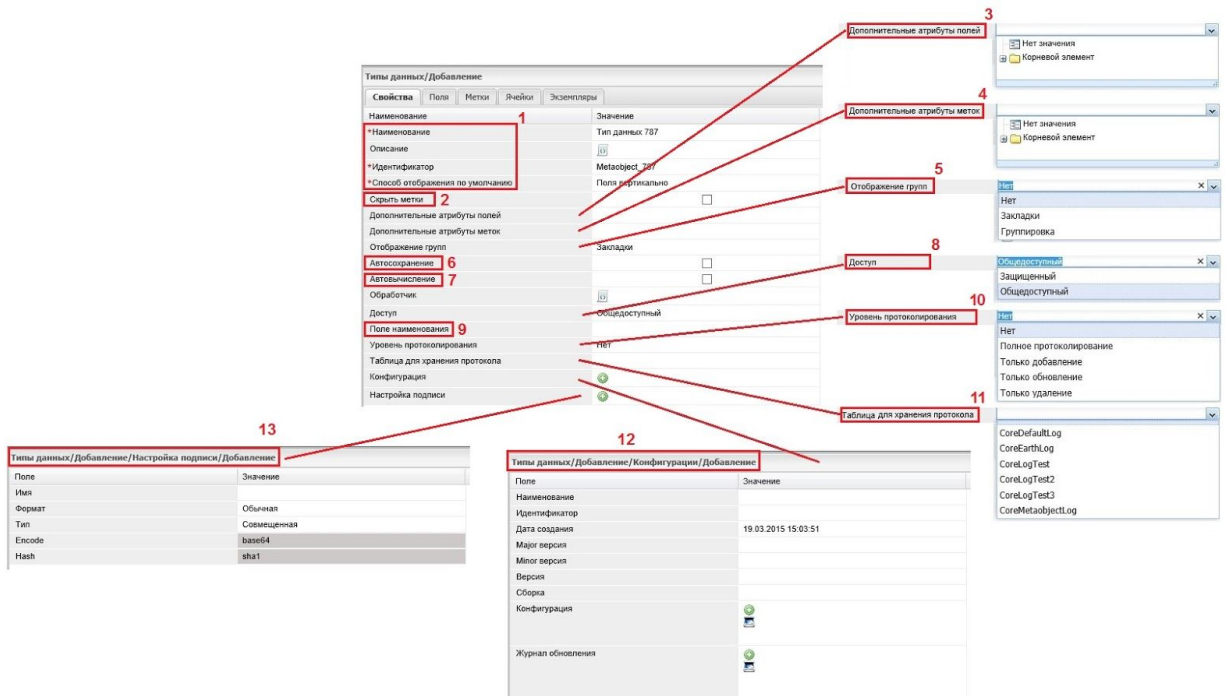 Типы данных/Добавление
Свойства Поля Метки Ячейки Экземпляры
Наименование Значение
1
*Наименование Тип данных 787
Описание
*Идентификатор Metaobject_787
*Способ отображения по умолчанию Поля вертикально
Скрыть метки 2
Дополнительные атрибуты полей
Дополнительные атрибуты меток
Отображение групп Закладки
Автосохранение 6
Автовычисление 7
Обработчик
Доступ Общедоступный
Поле наименования 9
Уровень протоколирования Нет
Таблица для хранения протокола
Конфигурация
Настройка подписи
3
Дополнительные атрибуты полей
Нет значения
Корневой элемент
4
Дополнительные атрибуты меток
Нет значения
Корневой элемент
5
Отображение групп Нет
Нет
Закладки
Группировка
8
Доступ Общедоступный
Защищенный
Общедоступный
10
Уровень протоколирования Нет
Нет
Полное протоколирование
Только добавление
Только обновление
Только удаление
11
Таблица для хранения протокола
CoreDefaultLog
CoreEarthLog
CoreLogTest
CoreLogTest2
CoreLogTest3
CoreMetaobjectLog
13
Типы данных/Добавление/Настройка подписи/Добавление
Поле Значение
Имя
Формат Обычная
Тип Совмещенная
Encode base64
Hash sha1
12
Типы данных/Добавление/Конфигурации/Добавление
Поле Значение
Наименование
Идентификатор
Дата создания 19.03.2015 15:03:51
Major версия
Minor версия
Версия
Сборка
Конфигурация
Журнал обновления